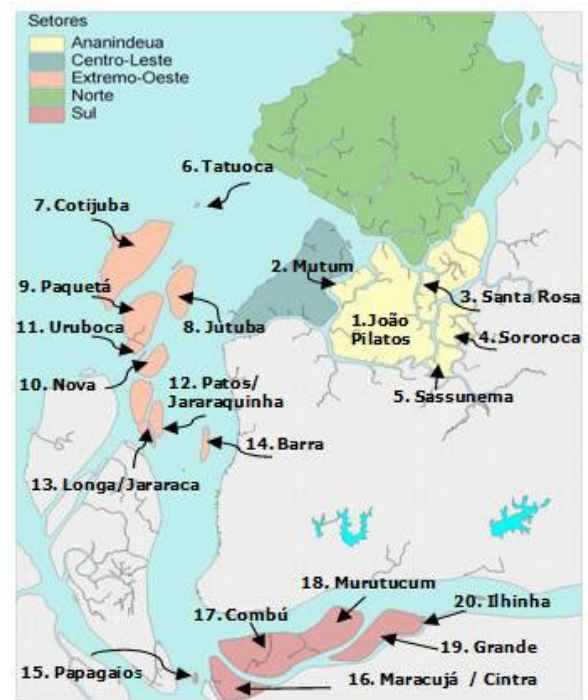 Setores
Ananindeua
Centro-Leste
Extremo-Oeste
Norte
Sul
6. Tatuoca
7. Cotijuba
2. Mutum
9. Paquetá
3. Santa Rosa
8. Jutuba
1. João
Pilatos
11. Uruboca
4. Sororoca
10. Nova
12. Patos/
Jararaquinha
5. Sassunema
14. Barra
13. Longa/Jararaca
18. Murutucum
17. Combú
20. Ilhinha
19. Grande
15. Papagaios
16. Maracujá / Cintra